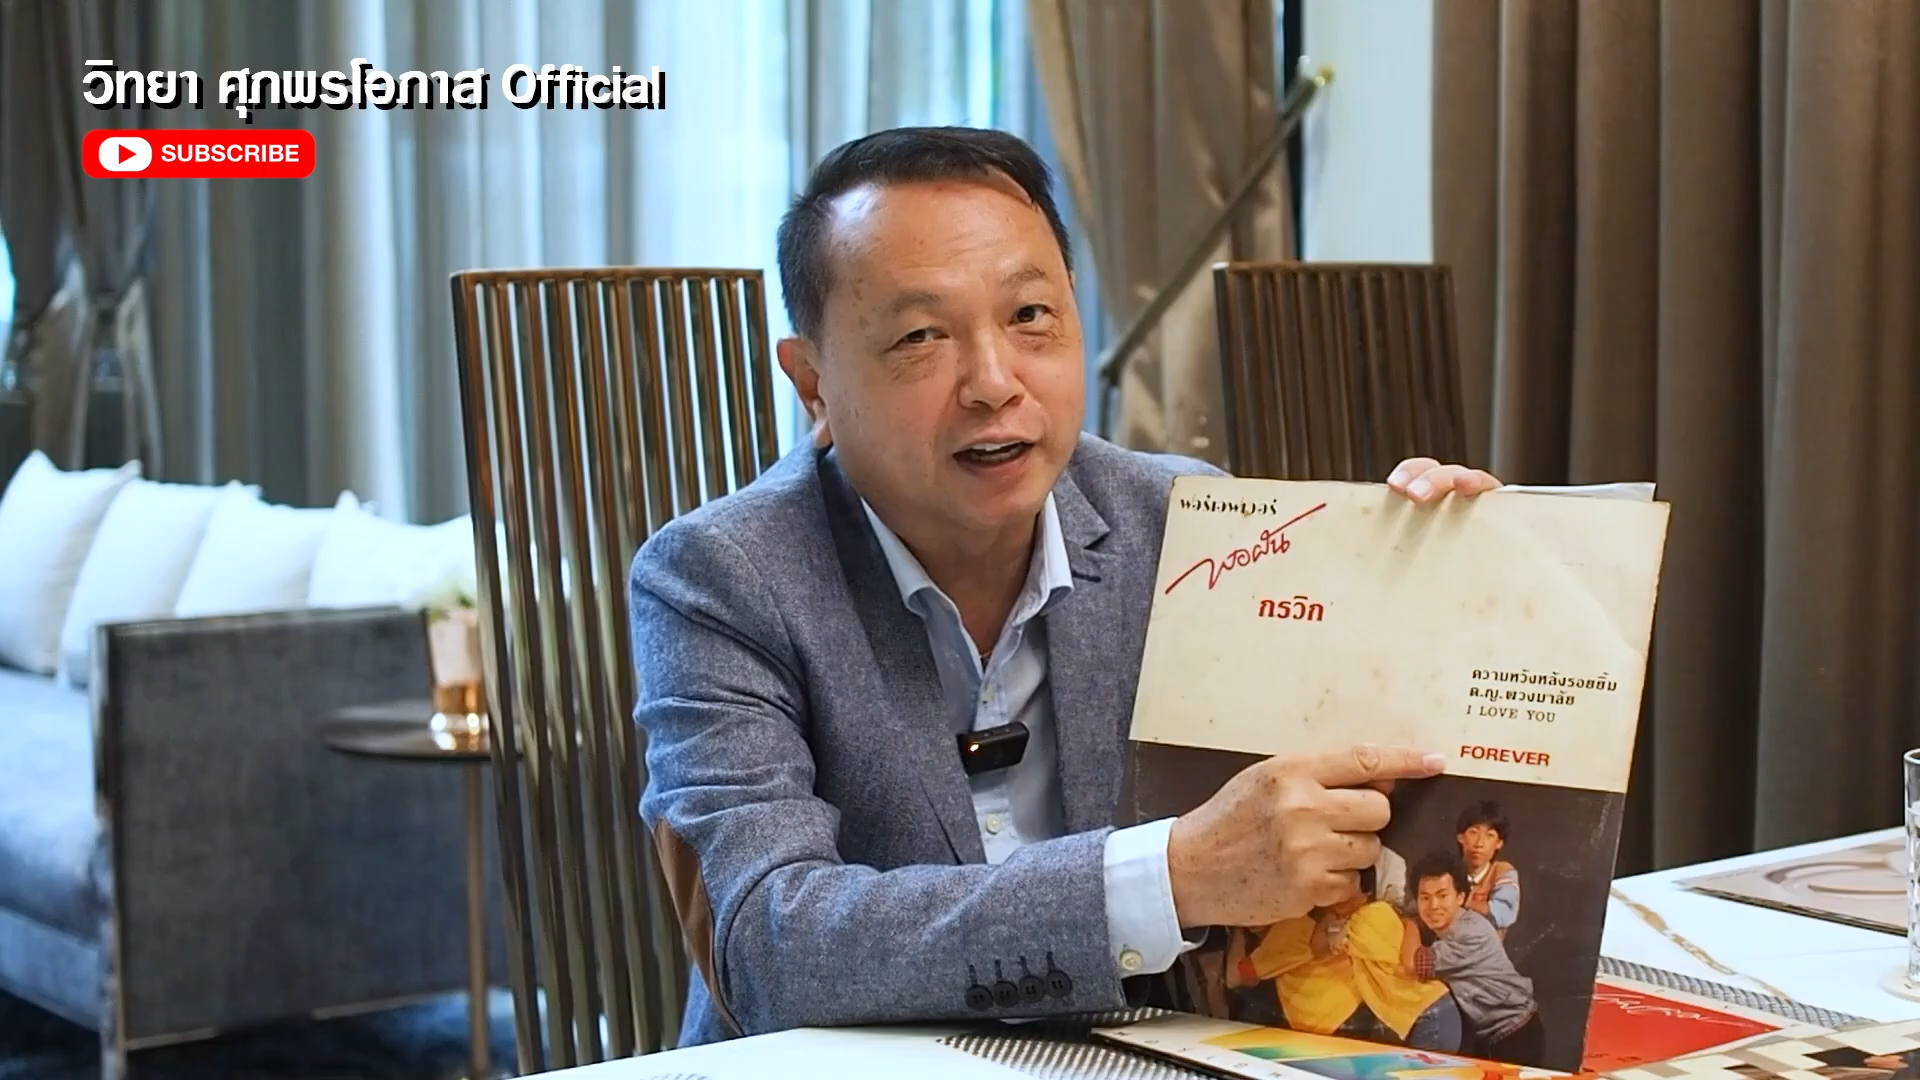 วิทยา ศุภพรโอภาส Official
SUBSCRIBE
ฟอร์เอฟเวอร์
พอฝัน
กรวิก
ความหวังหลังรอยยิ้ม
ด.ญ.พวงมาลัย
I LOVE YOU
FOREVER